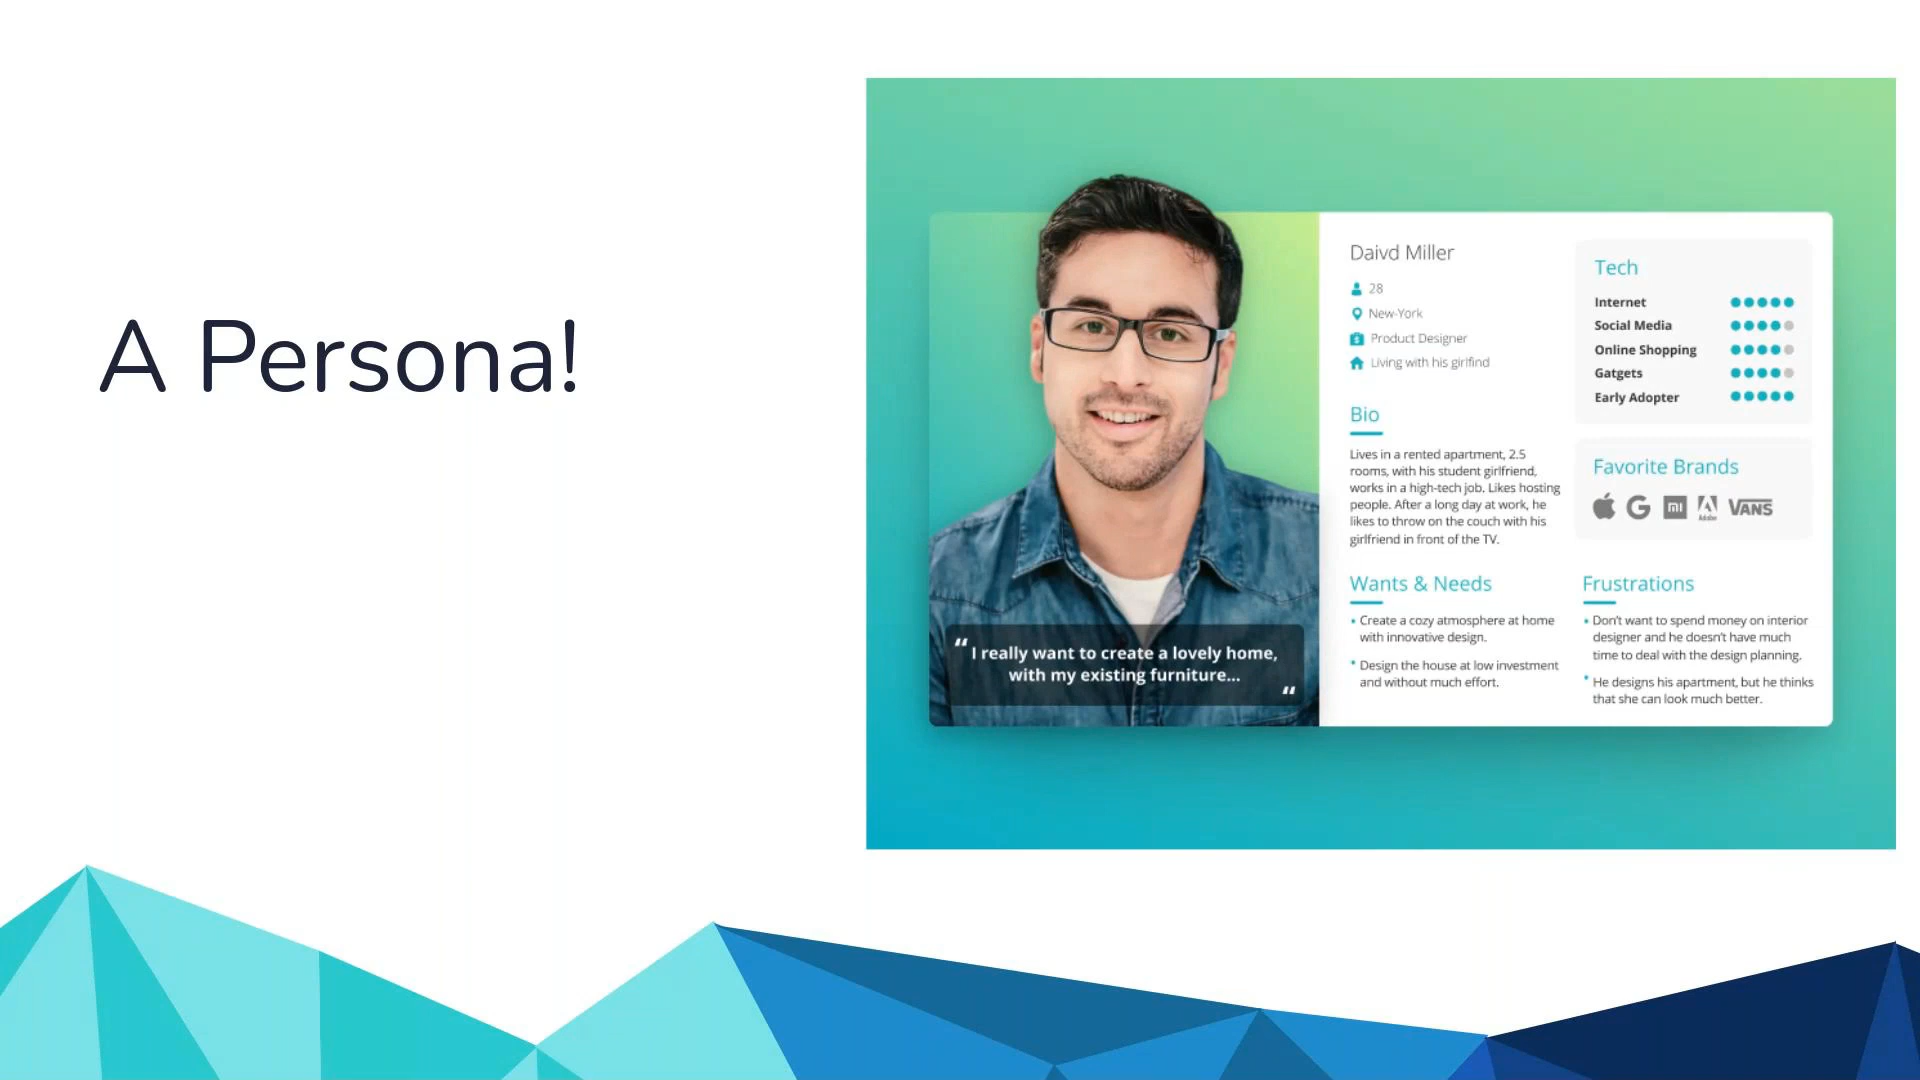 A Persona!
Daivd Miller
28
New-York
Product Designer
Living with his girlfind
Bio
Lives in a rented apartment, 2.5
rooms, with his student girlfriend,
works in a high-tech job. Likes hosting
people. After a long day at work, he
likes to throw on the couch with his
girlfriend in front of the TV.
Tech
Internet
Social Media
Online Shopping
Gatgets
Early Adopter
Favorite Brands
G
mi
Adobe
VANS
Wants & Needs
• Create a cozy atmosphere at home
with innovative design.
• Design the house at low investment
and without much effort.
Frustrations
• Don't want to spend money on interior
designer and he doesn't have much
time to deal with the design planning.
• He designs his apartment, but he thinks
that she can look much better.
“ I really want to create a lovely home,
with my existing furniture... “